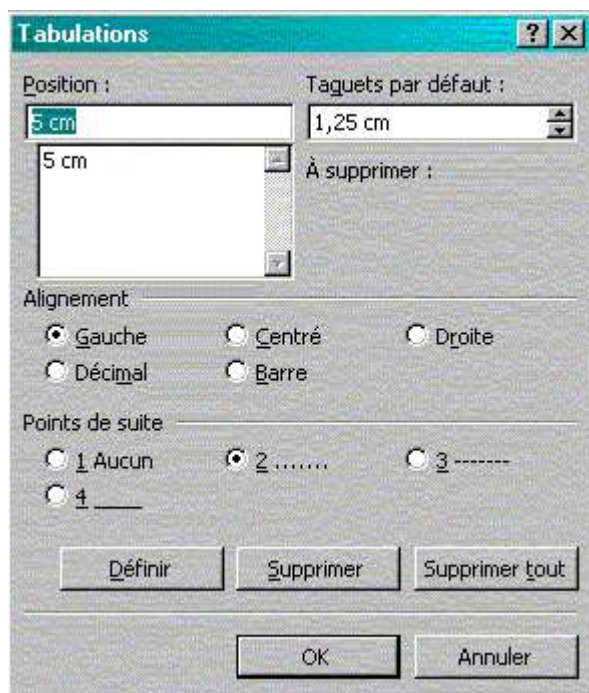 Tabulations
Position : Taquets par défaut :
5 cm 1,25 cm
5 cm
À supprimer :
Alignement
Gauche Centré Droite
Décimal Barre
Points de suite
1 Aucun 2 ....... 3 -------
4 ____
Définir Supprimer Supprimer tout
OK Annuler